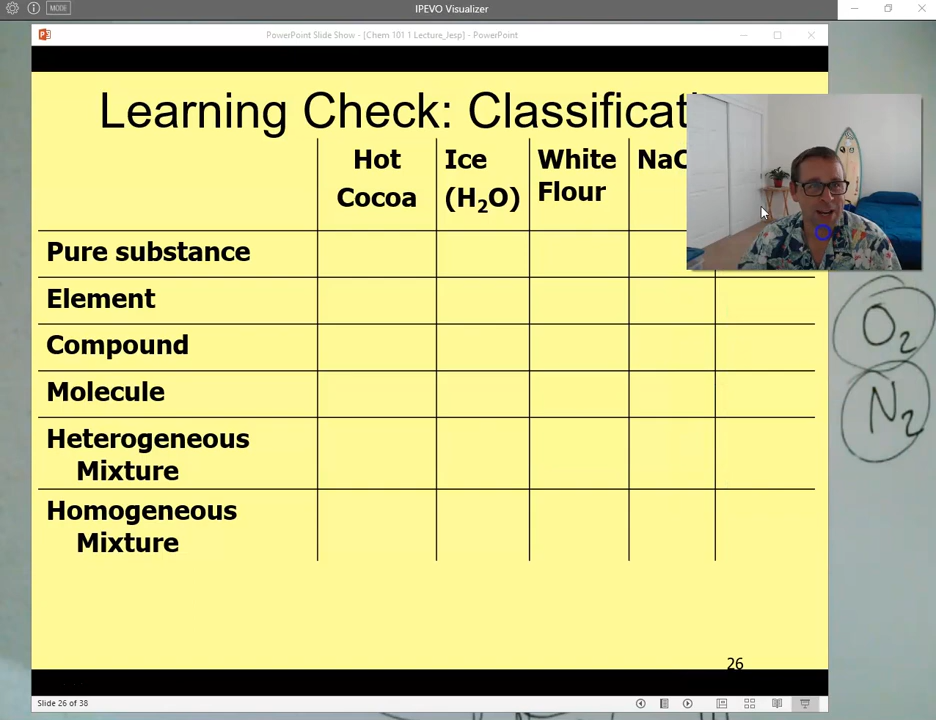 IPEVO Visualizer
MODE
PowerPoint Slide Show - [Chem 101 1 Lecture_Jesp] - PowerPoint
Learning Check: Classificat
Hot Cocoa
Ice (H₂O)
White Flour
NaC
Pure substance
Element
Compound
Molecule
Heterogeneous
Mixture
Homogeneous
Mixture
O₂
N₂
26
Slide 26 of 38